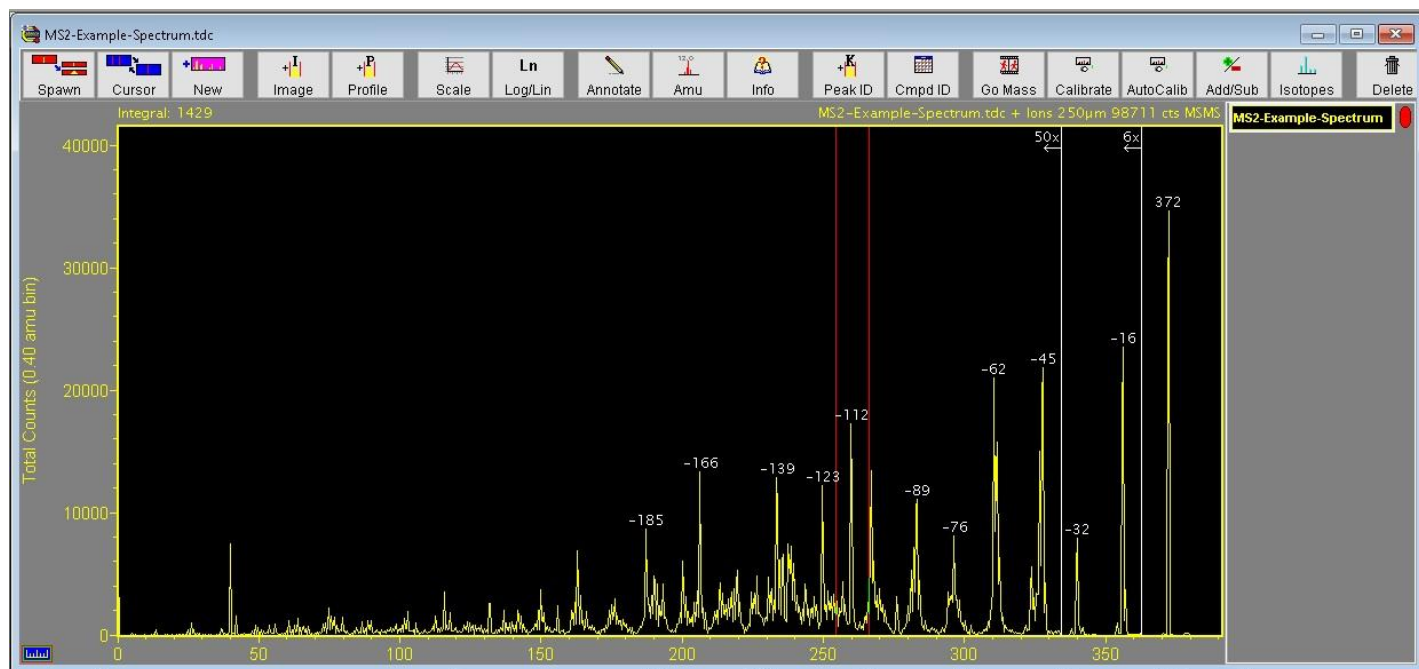 MS2-Example-Spectrum.tdc
Spawn Cursor New Image Profile Scale Log/Lin Annotate Amu Info Peak ID Cmpd ID Go Mass Calibrate AutoCalib Add/Sub Isotopes Delete
+I +P Ln 12.0 +K
Integral: 1429 MS2-Example-Spectrum.tdc + Ions 250µm 98711 cts MSMS
MS2-Example-Spectrum
Total Counts (0.40 amu bin)
40000
30000
20000
10000
0
50x 6x
372
-16
-45
-62
-112
-166 -139 -123
-89
-185 -76 -32
0 50 100 150 200 250 300 350